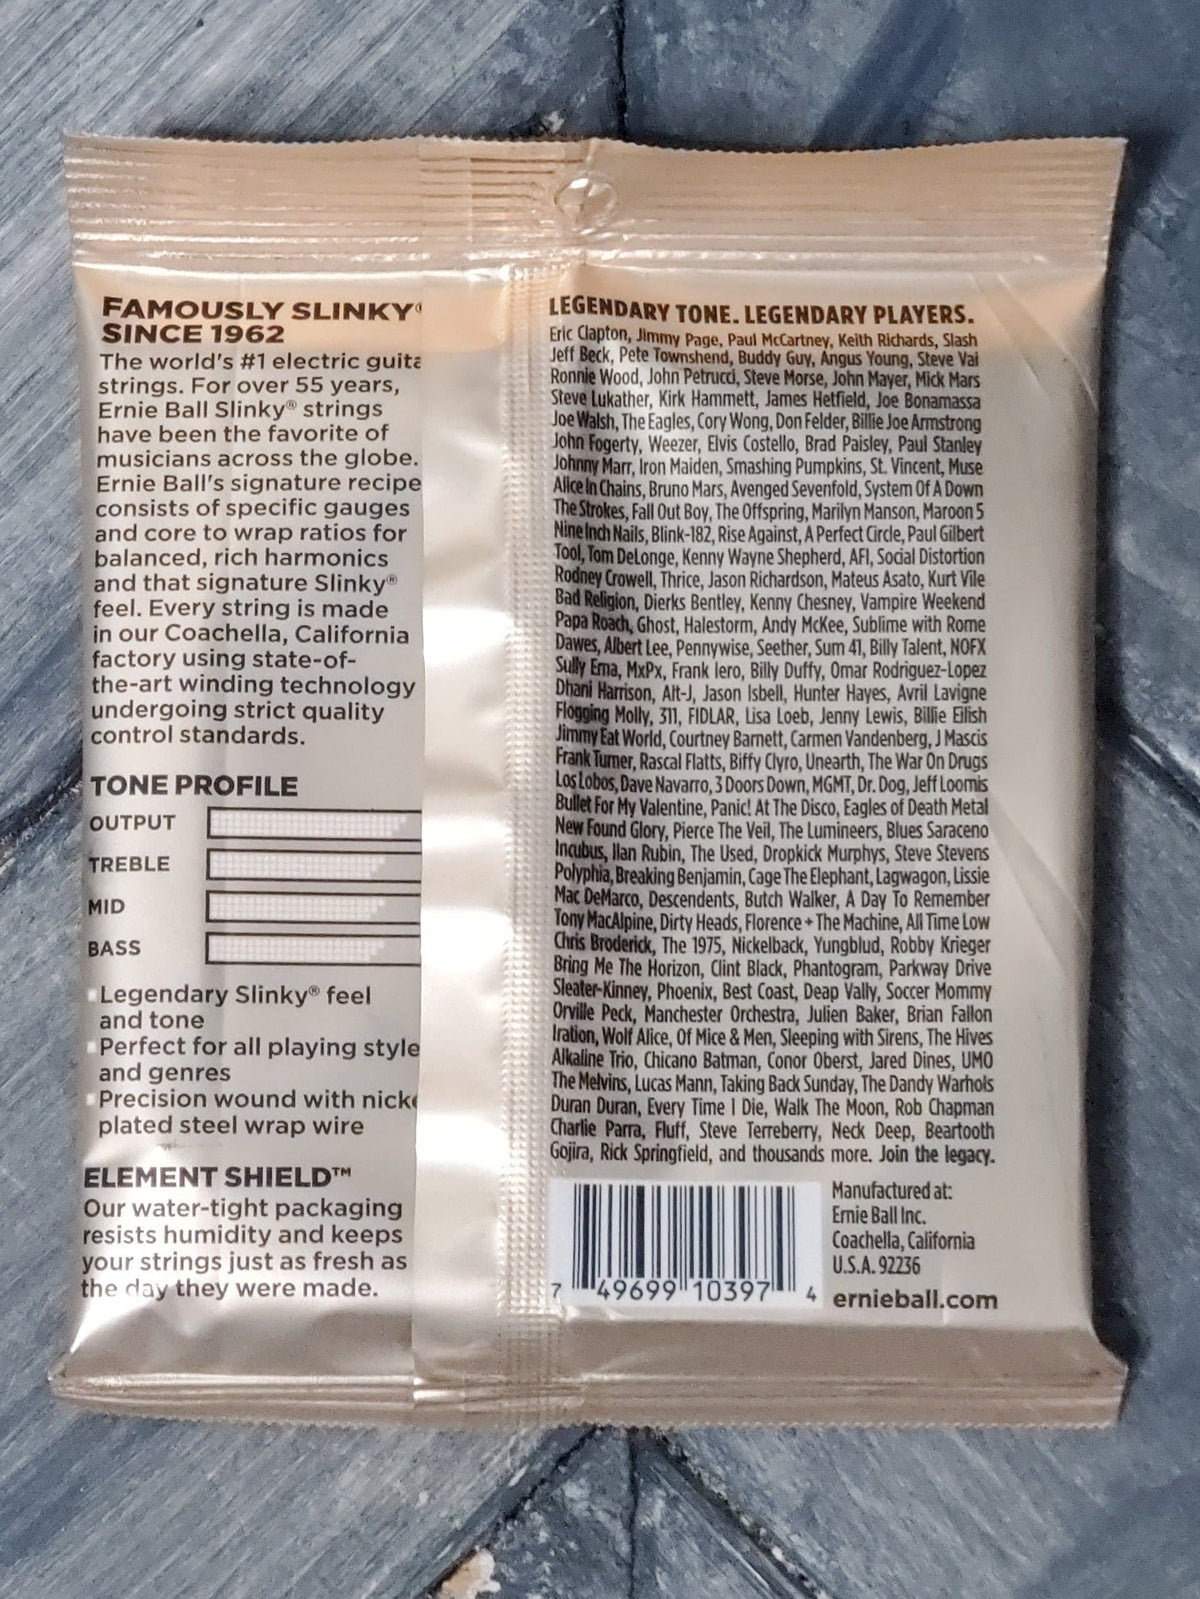 FAMOUSLY SLINKY®
SINCE 1962
The world's #1 electric guita
strings. For over 55 years,
Ernie Ball Slinky® strings
have been the favorite of
musicians across the globe.
Ernie Ball's signature recipe
consists of specific gauges
and core to wrap ratios for
balanced, rich harmonics
and that signature Slinky®
feel. Every string is made
in our Coachella, California
factory using state-of-
the-art winding technology
undergoing strict quality
control standards.
TONE PROFILE
OUTPUT
TREBLE
MID
BASS
Legendary Slinky® feel
and tone
Perfect for all playing style
and genres
Precision wound with nick
plated steel wrap wire
ELEMENT SHIELD™
Our water-tight packaging
resists humidity and keeps
your strings just as fresh as
the day they were made.
LEGENDARY TONE. LEGENDARY PLAYERS.
Eric Clapton, Jimmy Page, Paul McCartney, Keith Richards, Slash
Jeff Beck, Pete Townshend, Buddy Guy, Angus Young, Steve Vai
Ronnie Wood, John Petrucci, Steve Morse, John Mayer, Mick Mars
Steve Lukather, Kirk Hammett, James Hetfield, Joe Bonamassa
Joe Walsh, The Eagles, Cory Wong, Don Felder, Billie Joe Armstrong
John Fogerty, Weezer, Elvis Costello, Brad Paisley, Paul Stanley
Johnny Marr, Iron Maiden, Smashing Pumpkins, St. Vincent, Muse
Alice In Chains, Bruno Mars, Avenged Sevenfold, System Of A Down
The Strokes, Fall Out Boy, The Offspring, Marilyn Manson, Maroon 5
Nine Inch Nails, Blink-182, Rise Against, A Perfect Circle, Paul Gilbert
Tool, Tom DeLonge, Kenny Wayne Shepherd, AFI, Social Distortion
Rodney Crowell, Thrice, Jason Richardson, Mateus Asato, Kurt Vile
Bad Religion, Dierks Bentley, Kenny Chesney, Vampire Weekend
Papa Roach, Ghost, Halestorm, Andy McKee, Sublime with Rome
Dawes, Albert Lee, Pennywise, Seether, Sum 41, Billy Talent, NOFX
Sully Erna, MxPx, Frank Iero, Billy Duffy, Omar Rodriguez-Lopez
Dhani Harrison, Alt-J, Jason Isbell, Hunter Hayes, Avril Lavigne
Flogging Molly, 311, FIDLAR, Lisa Loeb, Jenny Lewis, Billie Eilish
Jimmy Eat World, Courtney Barnett, Carmen Vandenberg, J Mascis
Frank Turner, Rascal Flatts, Biffy Clyro, Unearth, The War On Drugs
Los Lobos, Dave Navarro, 3 Doors Down, MGMT, Dr. Dog, Jeff Loomis
Bullet For My Valentine, Panic! At The Disco, Eagles of Death Metal
New Found Glory, Pierce The Veil, The Lumineers, Blues Saraceno
Incubus, Ilan Rubin, The Used, Dropkick Murphys, Steve Stevens
Polyphia, Breaking Benjamin, Cage The Elephant, Lagwagon, Lissie
Mac DeMarco, Descendents, Butch Walker, A Day To Remember
Tony MacAlpine, Dirty Heads, Florence + The Machine, All Time Low
Chris Broderick, The 1975, Nickelback, Yungblud, Robby Krieger
Bring Me The Horizon, Clint Black, Phantogram, Parkway Drive
Sleater-Kinney, Phoenix, Best Coast, Deap Vally, Soccer Mommy
Orville Peck, Manchester Orchestra, Julien Baker, Brian Fallon
Iration, Wolf Alice, Of Mice & Men, Sleeping with Sirens, The Hives
Alkaline Trio, Chicano Batman, Conor Oberst, Jared Dines, UMO
The Melvins, Lucas Mann, Taking Back Sunday, The Dandy Warhols
Duran Duran, Every Time I Die, Walk The Moon, Rob Chapman
Charlie Parra, Fluff, Steve Terreberry, Neck Deep, Beartooth
Gojira, Rick Springfield, and thousands more. Join the legacy.
7 49699 10397 4
Manufactured at:
Ernie Ball Inc.
Coachella, California
U.S.A. 92236
ernieball.com